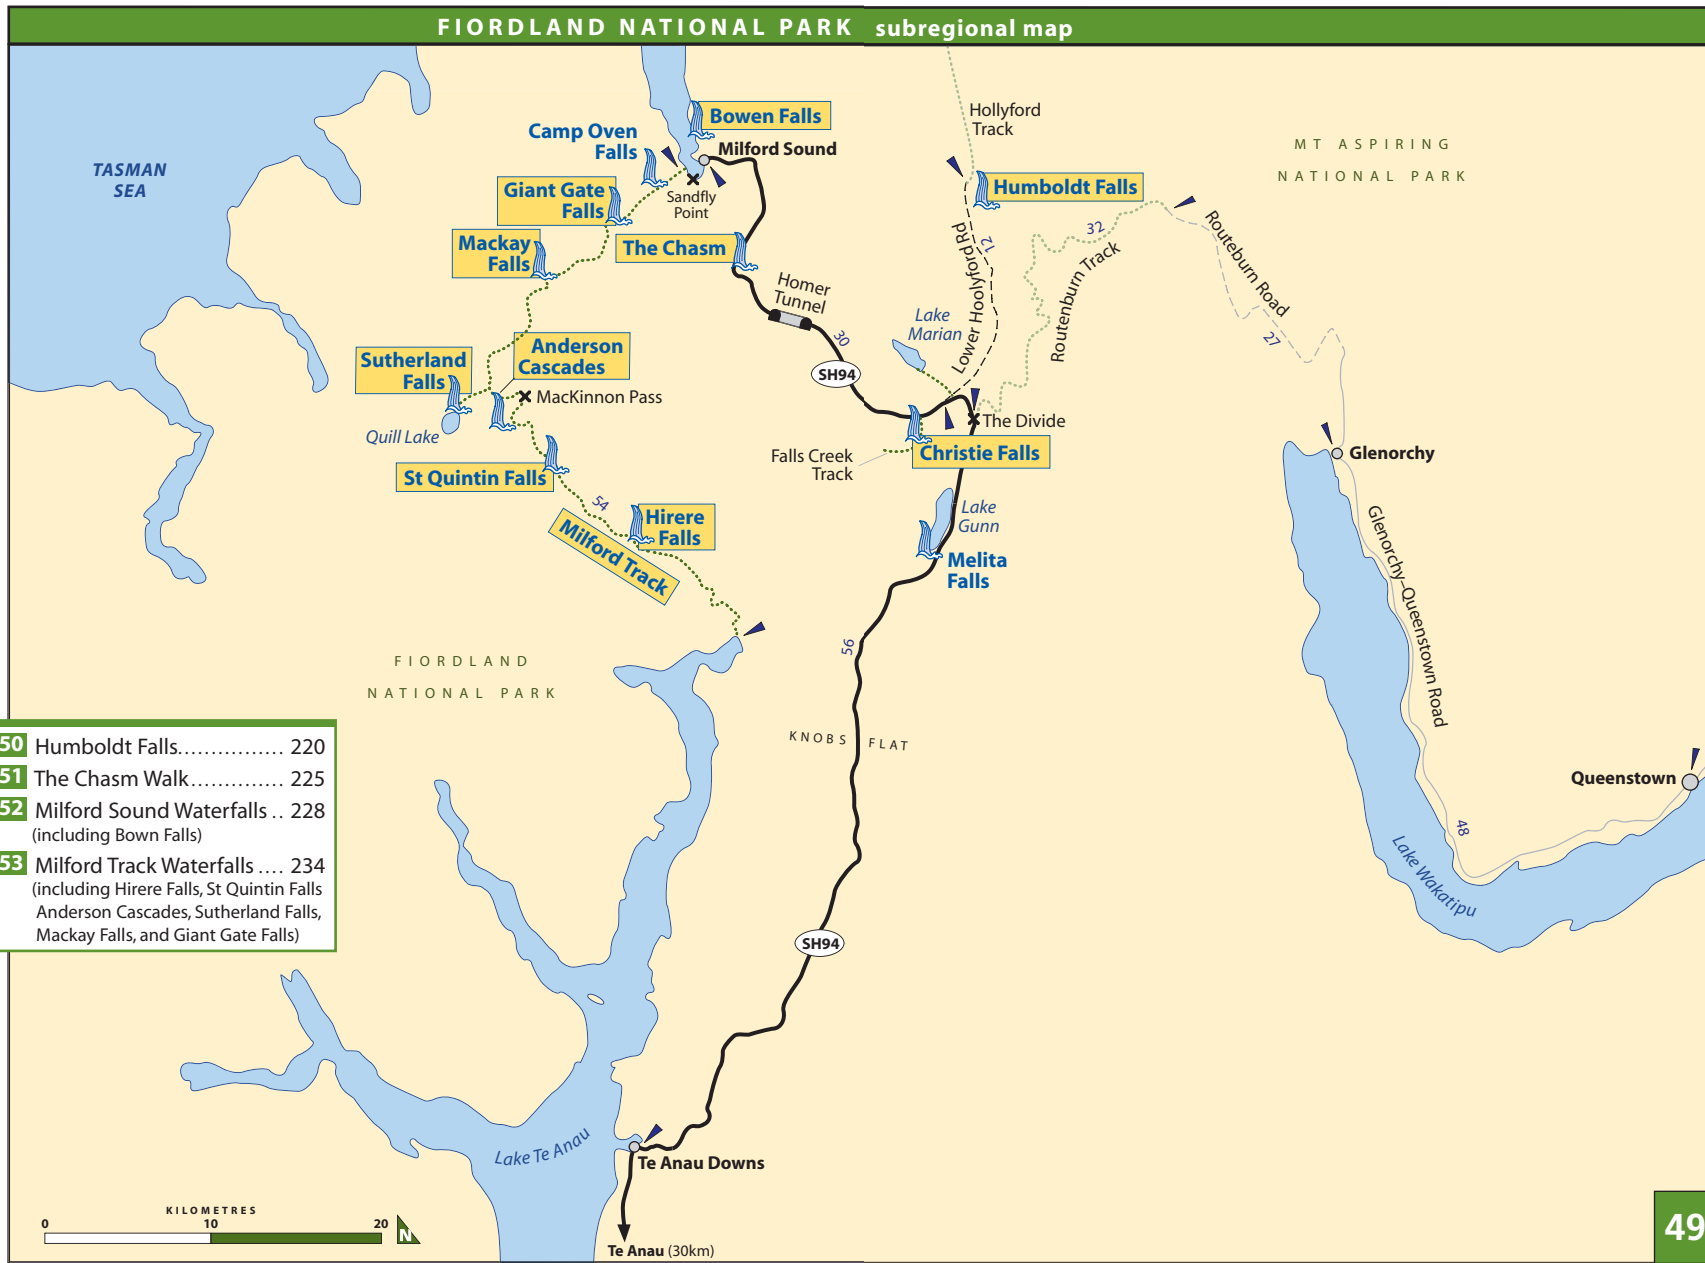 FIORDLAND NATIONAL PARK subregional map
TASMAN
SEA
Camp Oven
Falls
Bowen Falls
Milford Sound
Sandfly
Point
Giant Gate
Falls
Mackay
Falls
The Chasm
Homer
Tunnel
30
SH94
Hollyford
Track
Humboldt Falls
MT ASPIRING
NATIONAL PARK
Lower Hoolyford Rd
12
32
Routenburn Track
Routeburn Road
27
Lake
Marian
Anderson
Cascades
Sutherland
Falls
MacKinnon Pass
Quill Lake
St Quintin Falls
54
Hirere
Falls
Milford Track
The Divide
Falls Creek
Track
Christie Falls
Lake
Gunn
Melita
Falls
Glenorchy
Glenorchy–Queenstown Road
56
FIORDLAND
NATIONAL PARK
KNOBS FLAT
Queenstown
48
Lake Wakatipu
50 Humboldt Falls............... 220
51 The Chasm Walk.............. 225
52 Milford Sound Waterfalls .. 228
(including Bown Falls)
53 Milford Track Waterfalls .... 234
(including Hirere Falls, St Quintin Falls
Anderson Cascades, Sutherland Falls,
Mackay Falls, and Giant Gate Falls)
SH94
Lake Te Anau
Te Anau Downs
KILOMETRES
0 10 20
N
Te Anau (30km)
49